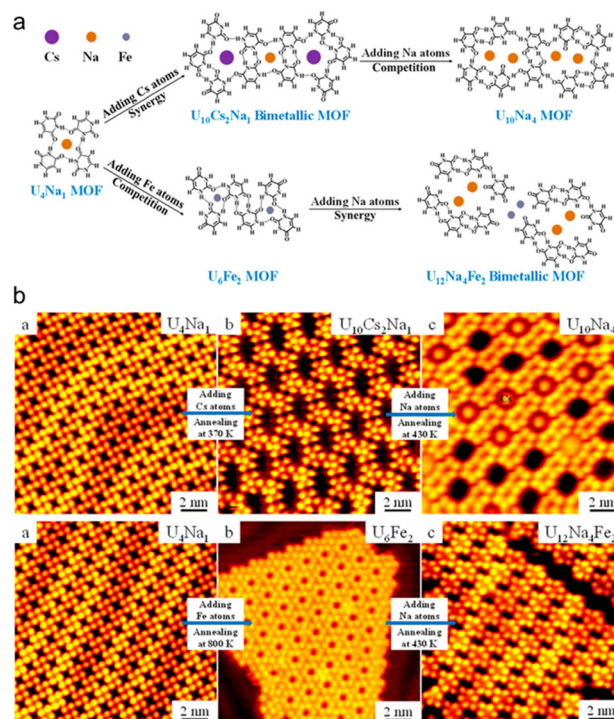 a
Cs Na Fe
Adding Cs atoms
Synergy
U10Cs2Na1 Bimetallic MOF
Adding Na atoms
Competition
U10Na4 MOF
U4Na1 MOF
Adding Fe atoms
Competition
U6Fe2 MOF
Adding Na atoms
Synergy
U12Na4Fe2 Bimetallic MOF
b
a
U4Na1
2 nm
Adding
Cs atoms
Annealing
at 370 K
b
U10Cs2Na1
2 nm
Adding
Na atoms
Annealing
at 430 K
c
U10Na4
Cs
2 nm
a
U4Na1
2 nm
Adding
Fe atoms
Annealing
at 800 K
b
U6Fe2
2 nm
Adding
Na atoms
Annealing
at 430 K
c
U12Na4Fe2
2 nm